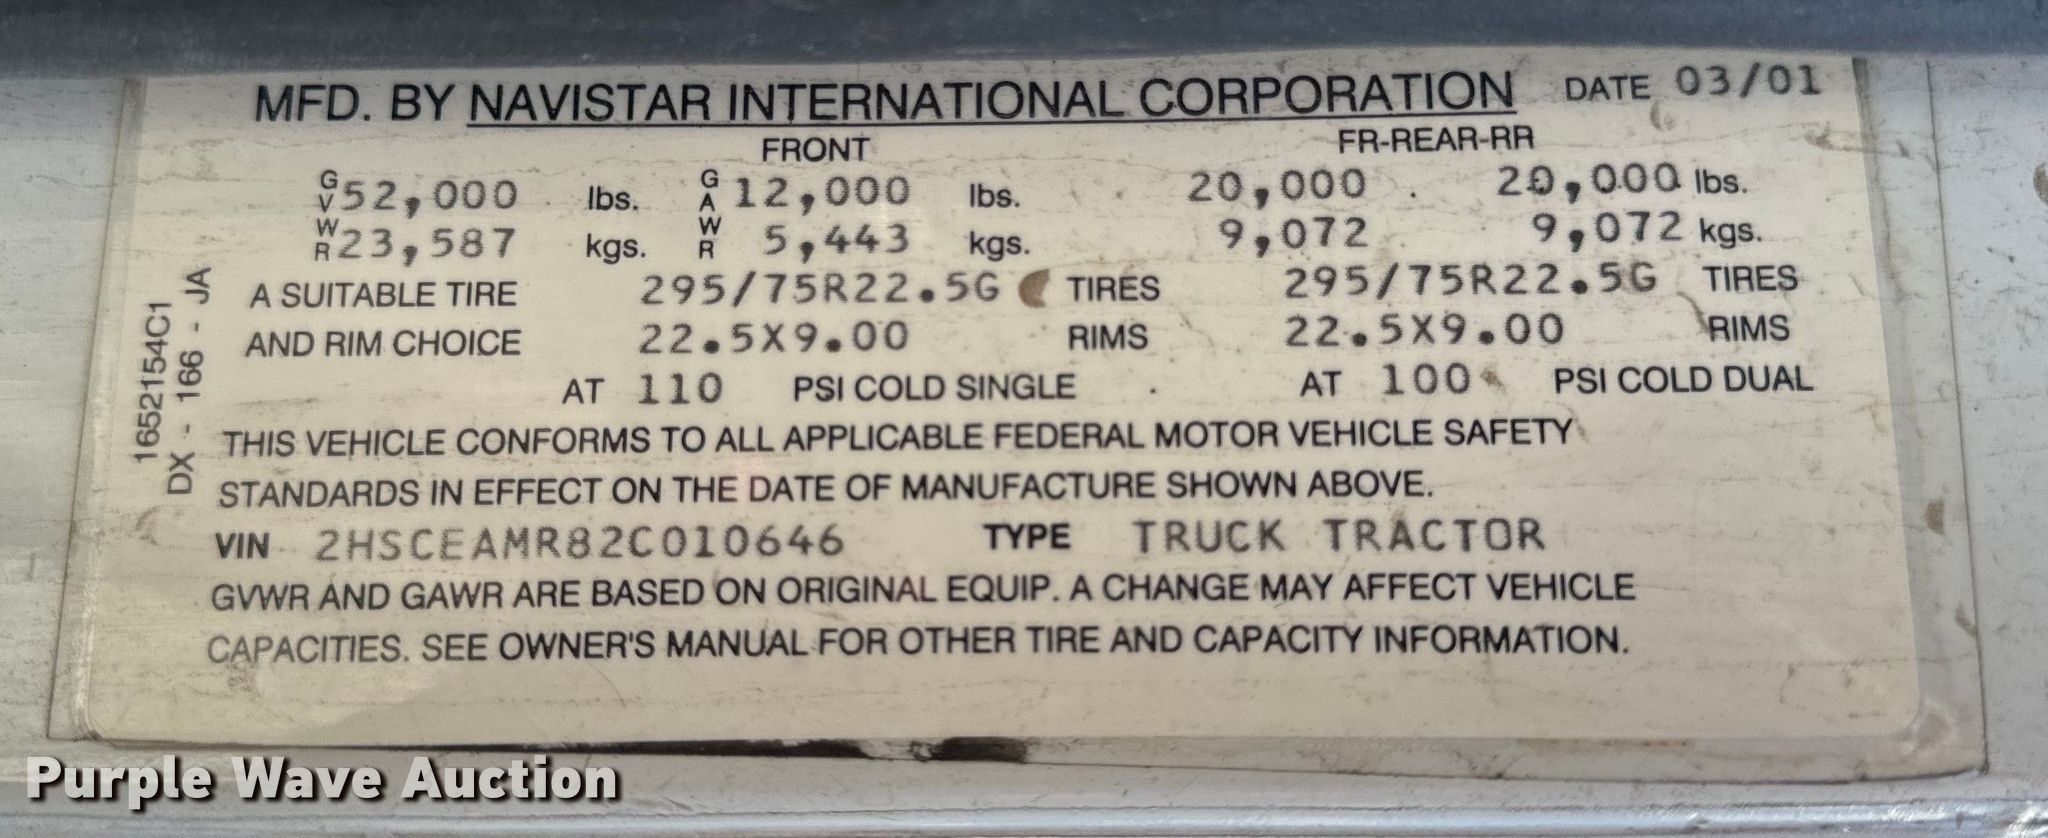 MFD. BY NAVISTAR INTERNATIONAL CORPORATION DATE 03/01
FRONT FR-REAR-RR
GVWR 52,000 lbs. GAWR 12,000 lbs. 20,000 20,000 lbs.
23,587 kgs. 5,443 kgs. 9,072 9,072 kgs.
A SUITABLE TIRE 295/75R22.5G TIRES 295/75R22.5G TIRES
AND RIM CHOICE 22.5X9.00 RIMS 22.5X9.00 RIMS
AT 110 PSI COLD SINGLE AT 100 PSI COLD DUAL
THIS VEHICLE CONFORMS TO ALL APPLICABLE FEDERAL MOTOR VEHICLE SAFETY
STANDARDS IN EFFECT ON THE DATE OF MANUFACTURE SHOWN ABOVE.
VIN 2HSCEAMR82C010646 TYPE TRUCK TRACTOR
GVWR AND GAWR ARE BASED ON ORIGINAL EQUIP. A CHANGE MAY AFFECT VEHICLE
CAPACITIES. SEE OWNER'S MANUAL FOR OTHER TIRE AND CAPACITY INFORMATION.
1652154C1
DX - 166 - JA
Purple Wave Auction